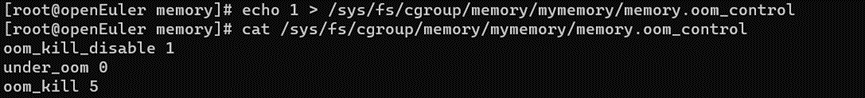 [root@openEuler memory]# echo 1 > /sys/fs/cgroup/memory/mymemory/memory.oom_control
[root@openEuler memory]# cat /sys/fs/cgroup/memory/mymemory/memory.oom_control
oom_kill_disable 1
under_oom 0
oom_kill 5